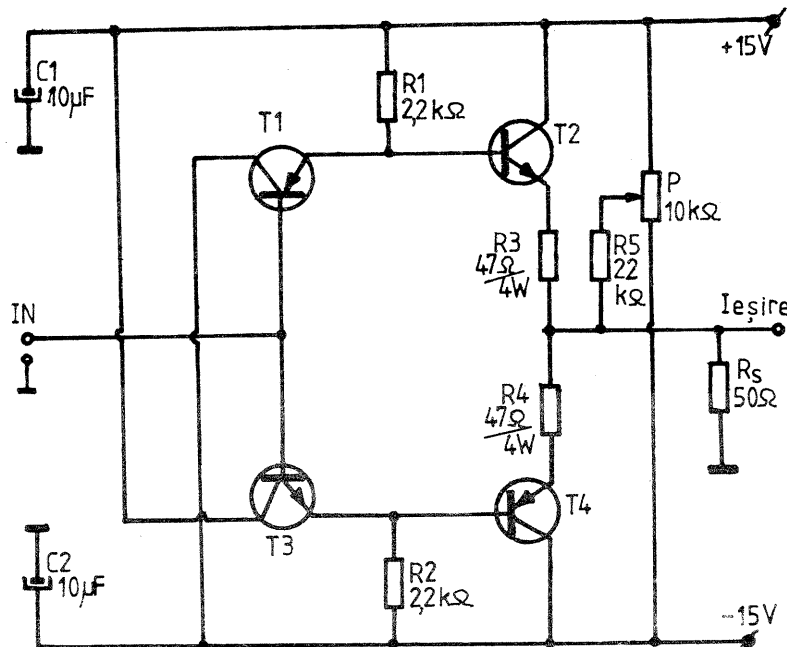 +15V
C1
10µF
R1
2,2kΩ
T1
T2
P
10kΩ
R3
47Ω
4W
R5
22
kΩ
IN
Ieșire
R4
47Ω
4W
Rs
50Ω
T3
T4
C2
10µF
R2
2,2kΩ
-15V